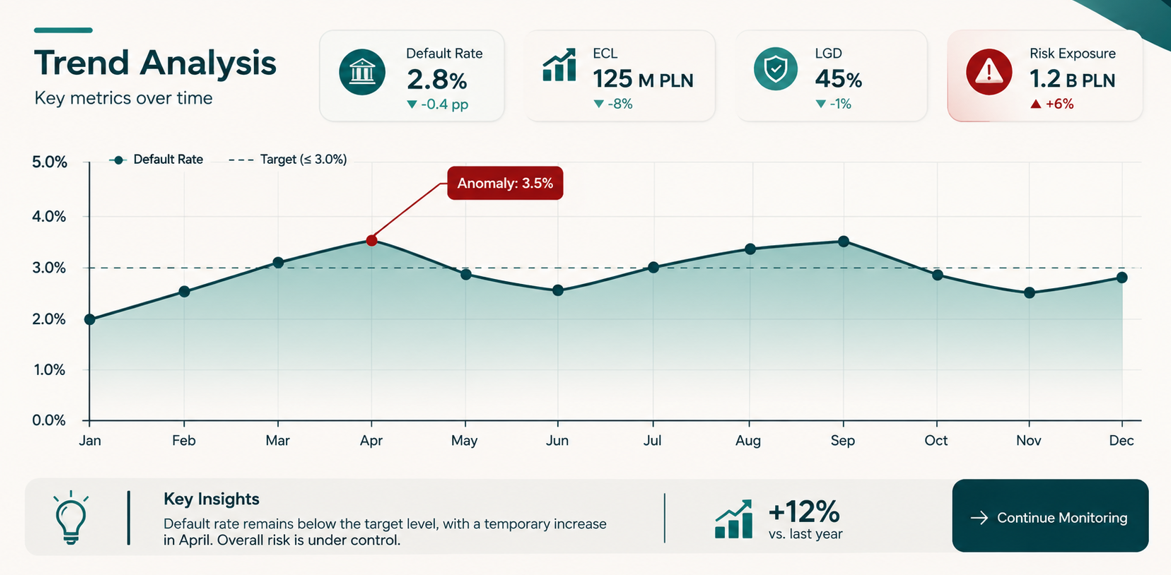 Trend Analysis
Key metrics over time
Default Rate
2.8%
▼ -0.4 pp
ECL
125 M PLN
▼ -8%
LGD
45%
▼ -1%
Risk Exposure
1.2 B PLN
▲ +6%
Default Rate
Target (≤ 3.0%)
Anomaly: 3.5%
5.0%
4.0%
3.0%
2.0%
1.0%
0.0%
Jan Feb Mar Apr May Jun Jul Aug Sep Oct Nov Dec
Key Insights
Default rate remains below the target level, with a temporary increase
in April. Overall risk is under control.
+12%
vs. last year
→ Continue Monitoring